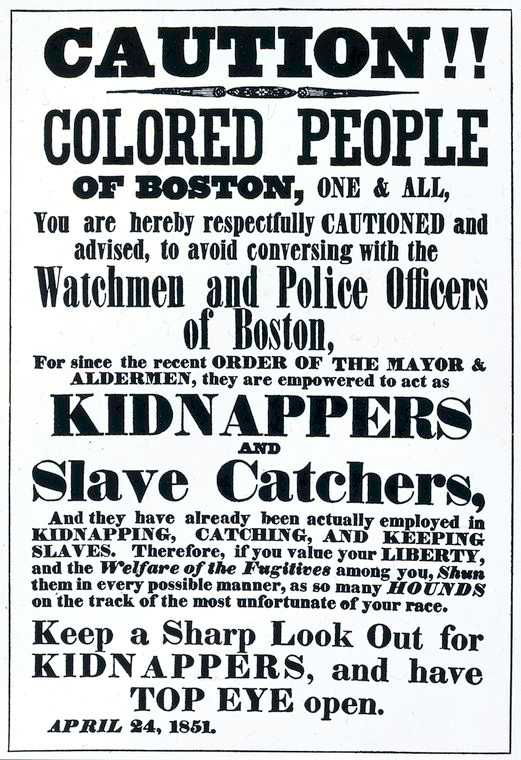 CAUTION!!
COLORED PEOPLE
OF BOSTON, ONE & ALL,
You are hereby respectfully CAUTIONED and
advised, to avoid conversing with the
Watchmen and Police Officers
of Boston,
For since the recent ORDER OF THE MAYOR &
ALDERMEN, they are empowered to act as
KIDNAPPERS
AND
Slave Catchers,
And they have already been actually employed in
KIDNAPPING, CATCHING, AND KEEPING
SLAVES. Therefore, if you value your LIBERTY,
and the Welfare of the Fugitives among you, Shun
them in every possible manner, as so many HOUNDS
on the track of the most unfortunate of your race.
Keep a Sharp Look Out for
KIDNAPPERS, and have
TOP EYE open.
APRIL 24, 1851.